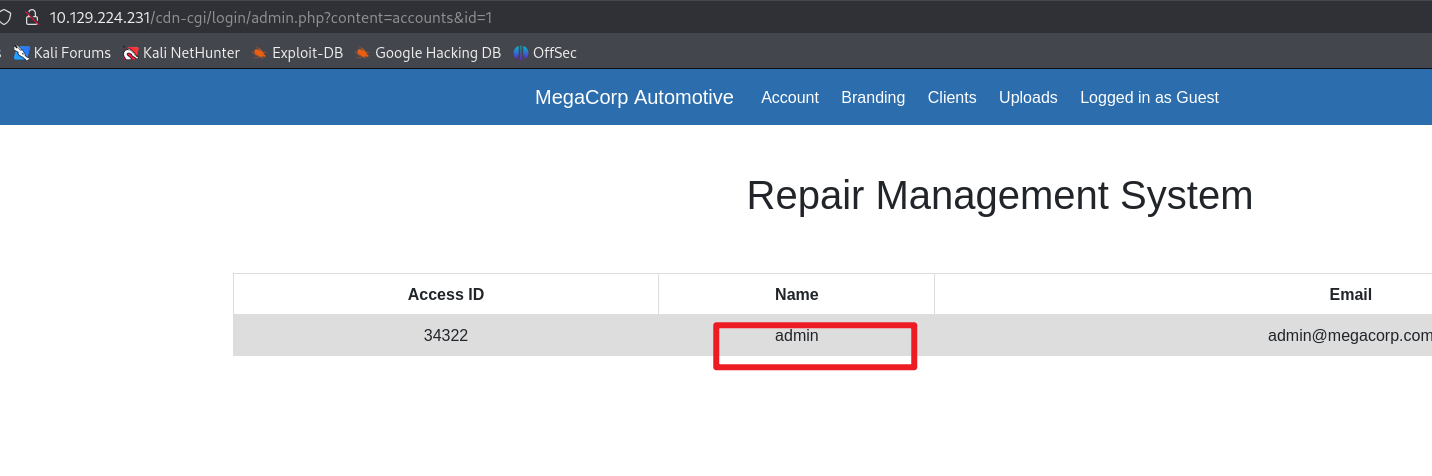 10.129.224.231/cdn-cgi/login/admin.php?content=accounts&id=1
Kali Forums Kali NetHunter Exploit-DB Google Hacking DB OffSec
MegaCorp Automotive Account Branding Clients Uploads Logged in as Guest
Repair Management System
Access ID Name Email
34322 admin admin@megacorp.com